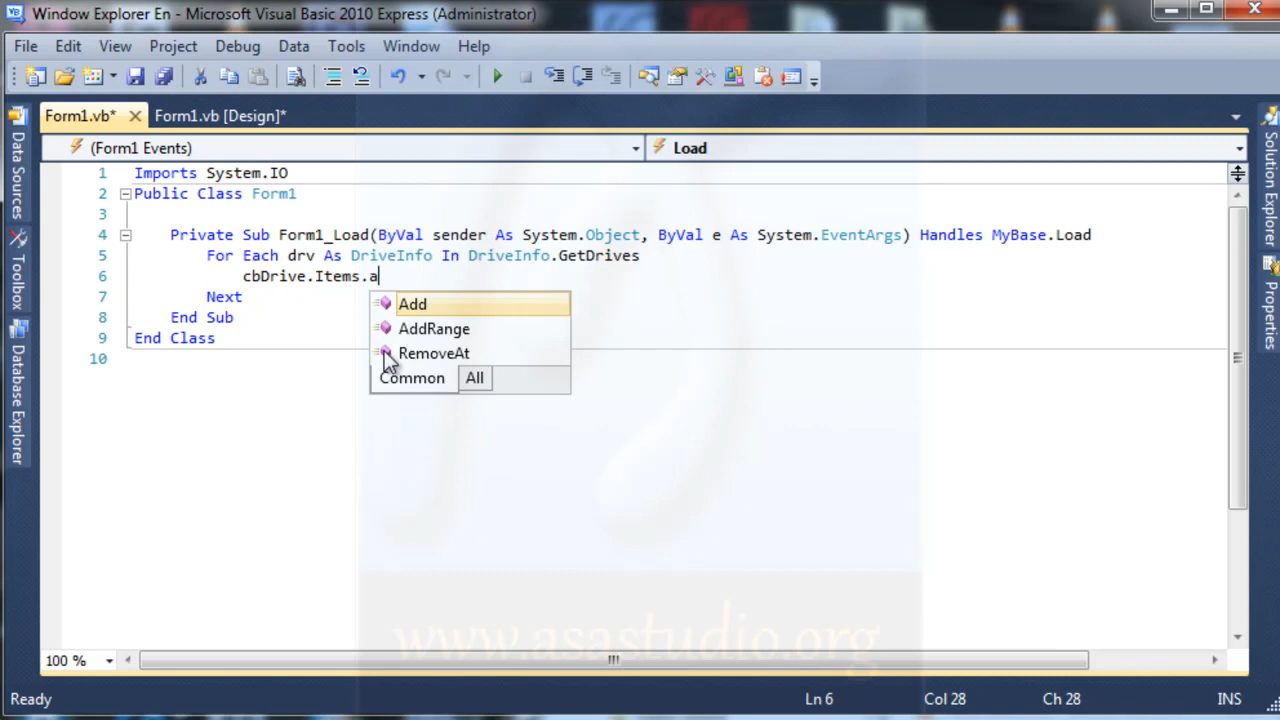 Window Explorer En - Microsoft Visual Basic 2010 Express (Administrator)
File Edit View Project Debug Data Tools Window Help
Form1.vb* Form1.vb [Design]*
(Form1 Events) Load
1 Imports System.IO
2 Public Class Form1
3
4 Private Sub Form1_Load(ByVal sender As System.Object, ByVal e As System.EventArgs) Handles MyBase.Load
5 For Each drv As DriveInfo In DriveInfo.GetDrives
6 cbDrive.Items.a
7 Next
8 End Sub
9 End Class
10
Add
AddRange
RemoveAt
Common All
Data Sources
Toolbox
Database Explorer
Solution Explorer
Properties
www.asastudio.org
100 %
Ready Ln 6 Col 28 Ch 28 INS